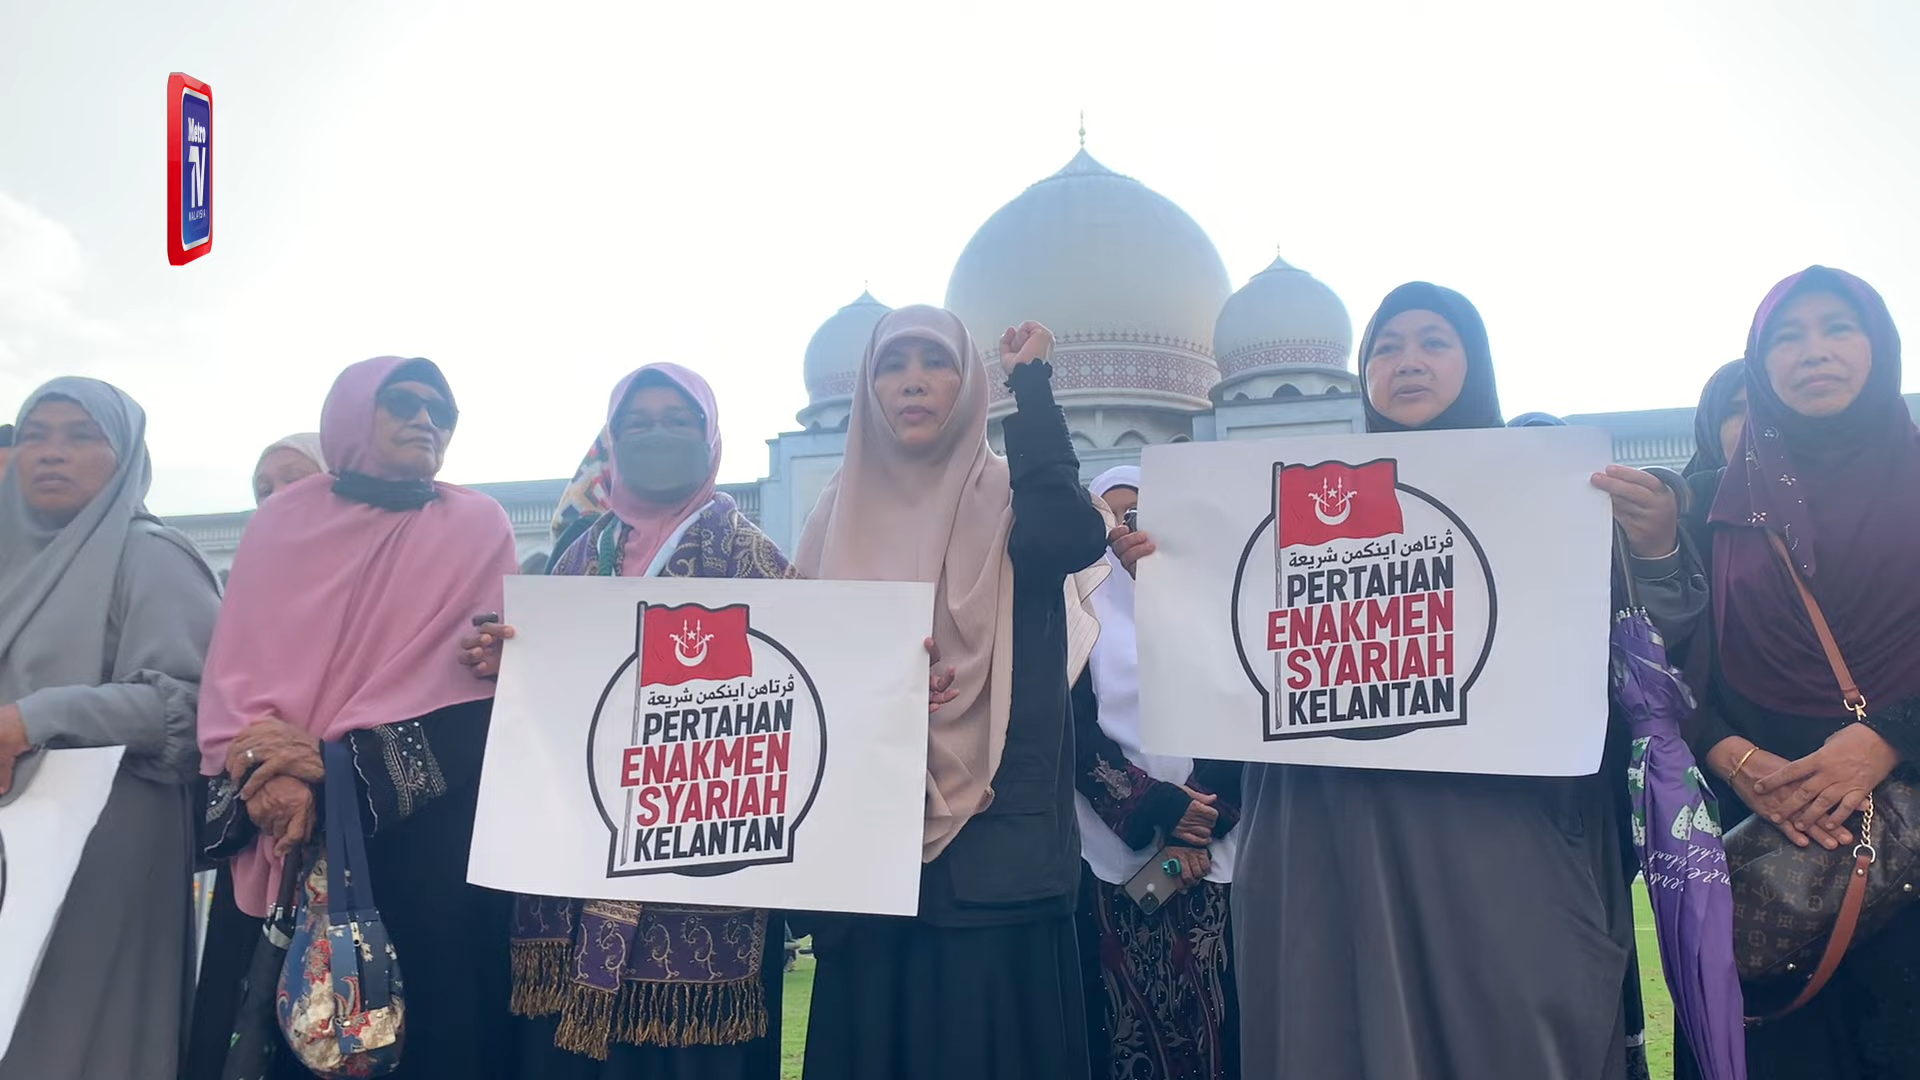 Metro
TV
MALAYSIA
ڤرتاهن اينكمن شريعة
PERTAHAN
ENAKMEN
SYARIAH
KELANTAN
ڤرتاهن اينكمن شريعة
PERTAHAN
ENAKMEN
SYARIAH
KELANTAN